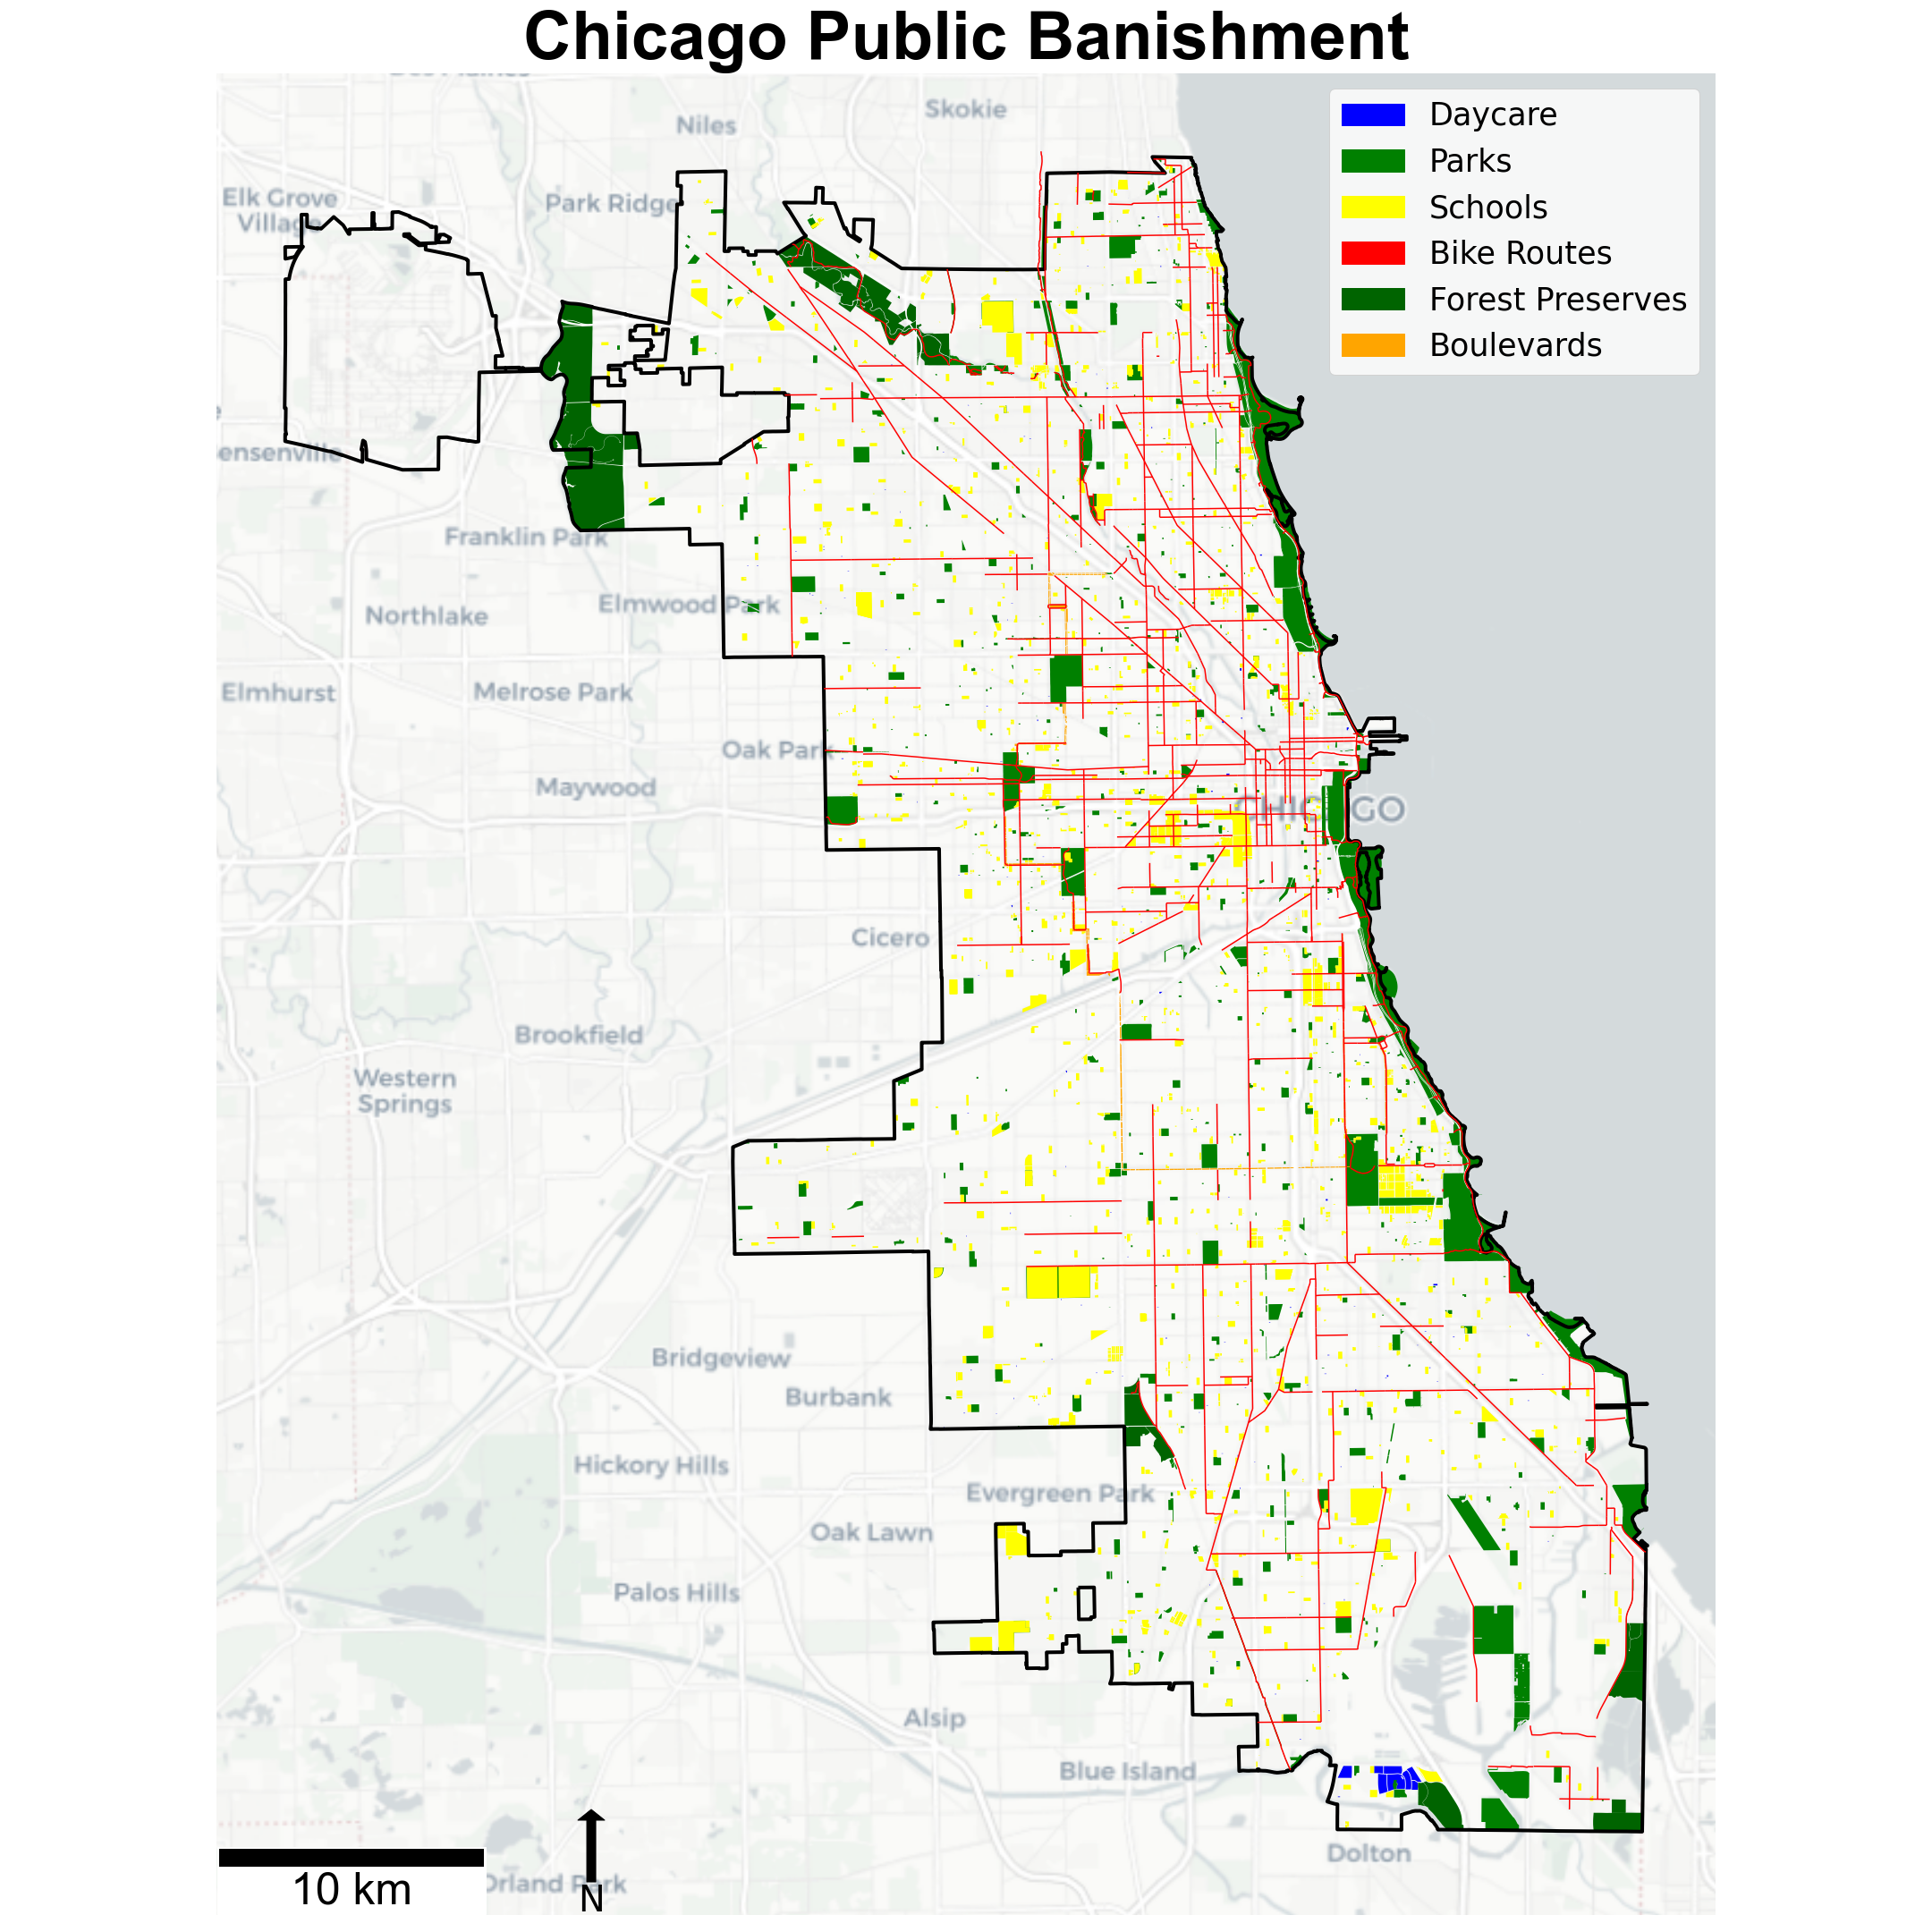 Chicago Public Banishment
Skokie
Niles
Daycare
Parks
Schools
Bike Routes
Forest Preserves
Boulevards
Elk Grove
Village
Park Ridge
ensenville
Franklin Park
Northlake
Elmwood Park
Elmhurst
Melrose Park
Oak Park
Maywood
CHICAGO
Cicero
Brookfield
Western
Springs
Bridgeview
Burbank
Hickory Hills
Evergreen Park
Oak Lawn
Palos Hills
Alsip
Blue Island
Dolton
Orland Park
10 km
N